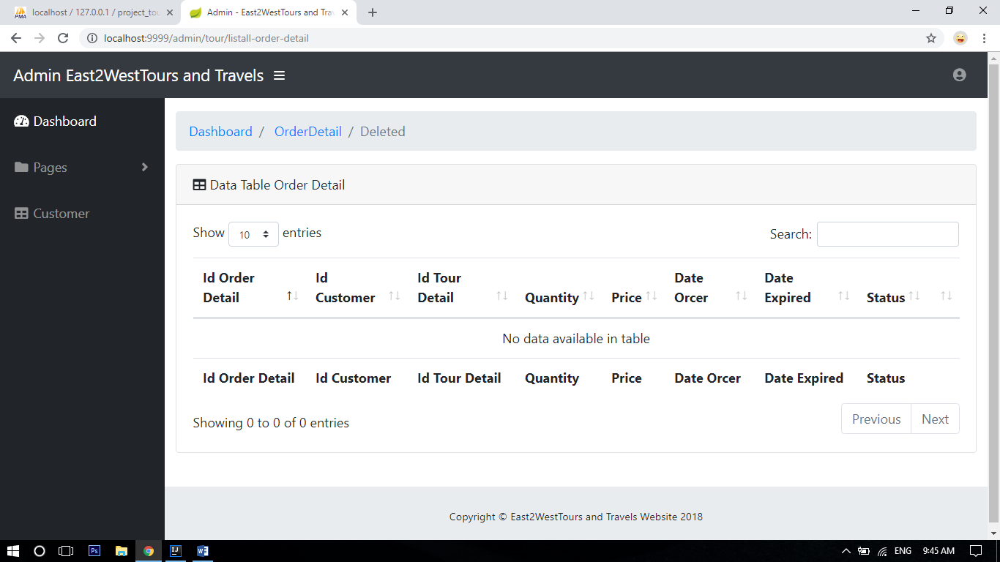 localhost / 127.0.0.1 / project_tou
Admin - East2WestTours and Tra
localhost:9999/admin/tour/listall-order-detail
Admin East2WestTours and Travels
Dashboard
Pages
Customer
Dashboard / OrderDetail / Deleted
Data Table Order Detail
Show 10 entries
Search:
Id Order Detail
Id Customer
Id Tour Detail
Quantity
Price
Date Orcer
Date Expired
Status
No data available in table
Id Order Detail Id Customer Id Tour Detail Quantity Price Date Orcer Date Expired Status
Showing 0 to 0 of 0 entries
Previous Next
Copyright © East2WestTours and Travels Website 2018
Ps
IJ
W
ENG
9:45 AM